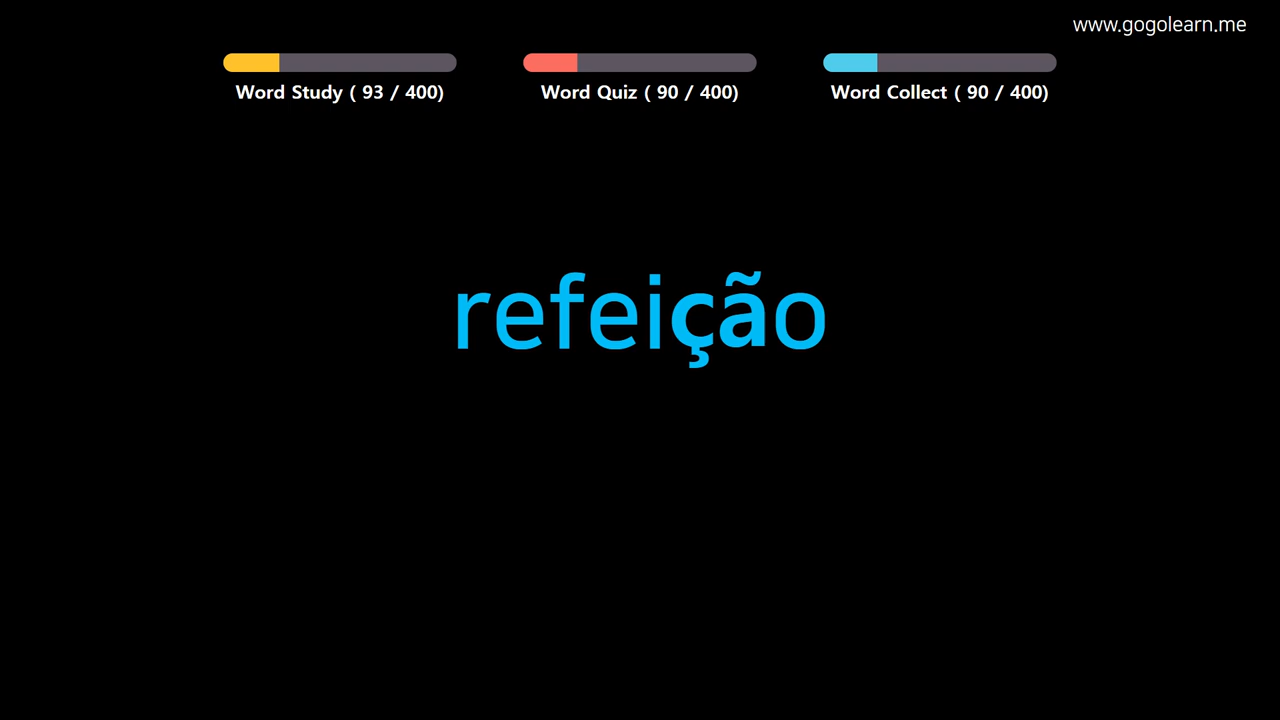 www.gogolearn.me
Word Study ( 93 / 400)
Word Quiz ( 90 / 400)
Word Collect ( 90 / 400)
refeição